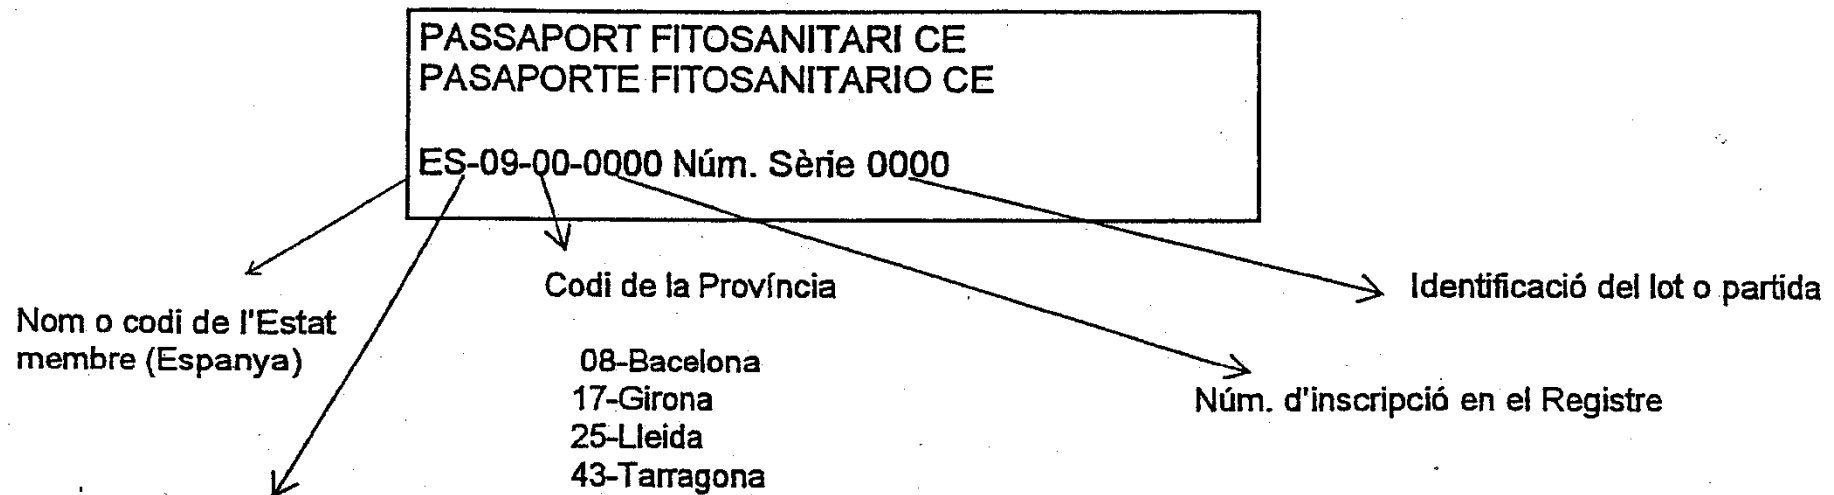 PASSAPORT FITOSANITARI CE
PASAPORTE FITOSANITARIO CE
ES-09-00-0000 Núm. Sèrie 0000
Codi de la Província
Identificació del lot o partida
Nom o codi de l'Estat
membre (Espanya)
08-Bacelona
17-Girona
25-Lleida
43-Tarragona
Núm. d'inscripció en el Registre